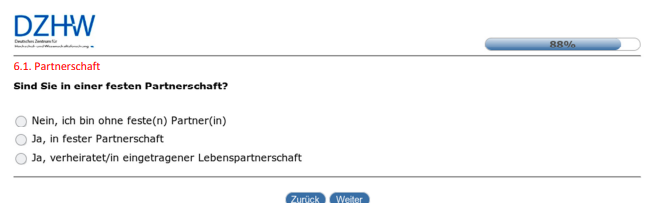 DZHW
Deutsches Zentrum für
Hochschul- und Wissenschaftsforschung
88%
6.1. Partnerschaft
Sind Sie in einer festen Partnerschaft?
Nein, ich bin ohne feste(n) Partner(in)
Ja, in fester Partnerschaft
Ja, verheiratet/in eingetragener Lebenspartnerschaft
Zurück Weiter